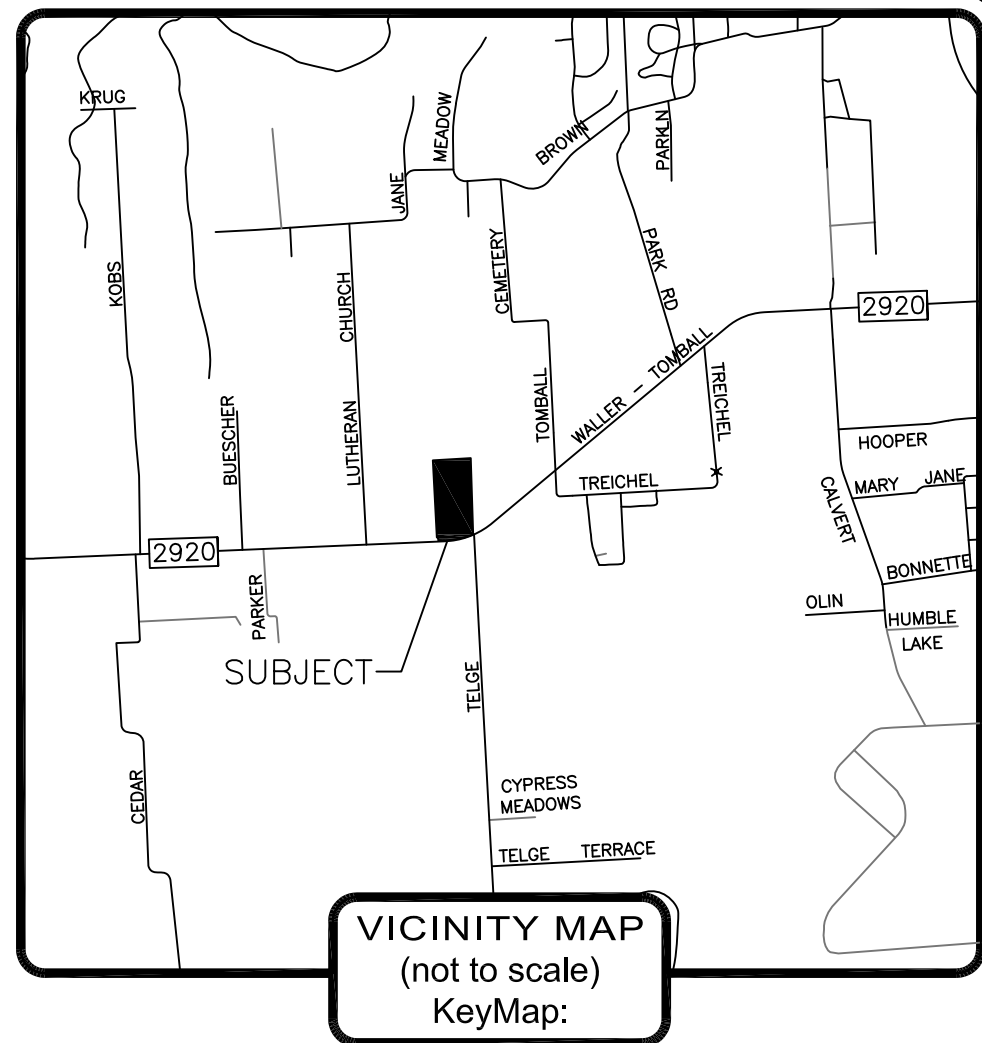 KRUG
MEADOW
BROWN
PARKLN
JANE
KOBS
CHURCH
CEMETERY
PARK RD
2920
WALLER - TOMBALL
TREICHEL
BUESCHER
LUTHERAN
TOMBALL
HOOPER
TREICHEL
MARY JANE
CALVERT
2920
BONNETTE
PARKER
OLIN
HUMBLE
LAKE
SUBJECT
TELGE
CEDAR
CYPRESS
MEADOWS
TELGE TERRACE
VICINITY MAP
(not to scale)
KeyMap: